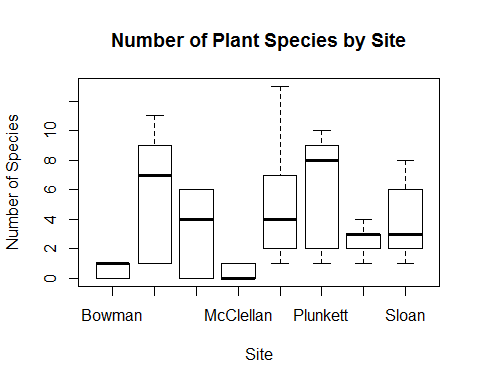 Number of Plant Species by Site
Number of Species
10
8
6
4
2
0
Bowman McClellan Plunkett Sloan
Site